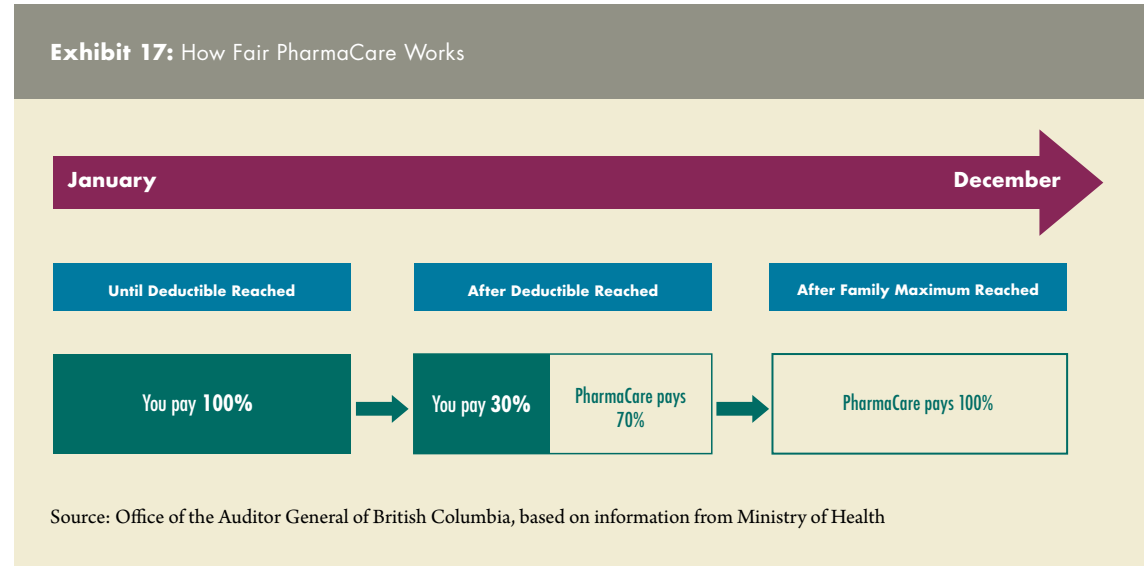 Exhibit 17: How Fair PharmaCare Works
January
December
Until Deductible Reached
After Deductible Reached
After Family Maximum Reached
You pay 100%
You pay 30%
PharmaCare pays
70%
PharmaCare pays 100%
Source: Office of the Auditor General of British Columbia, based on information from Ministry of Health